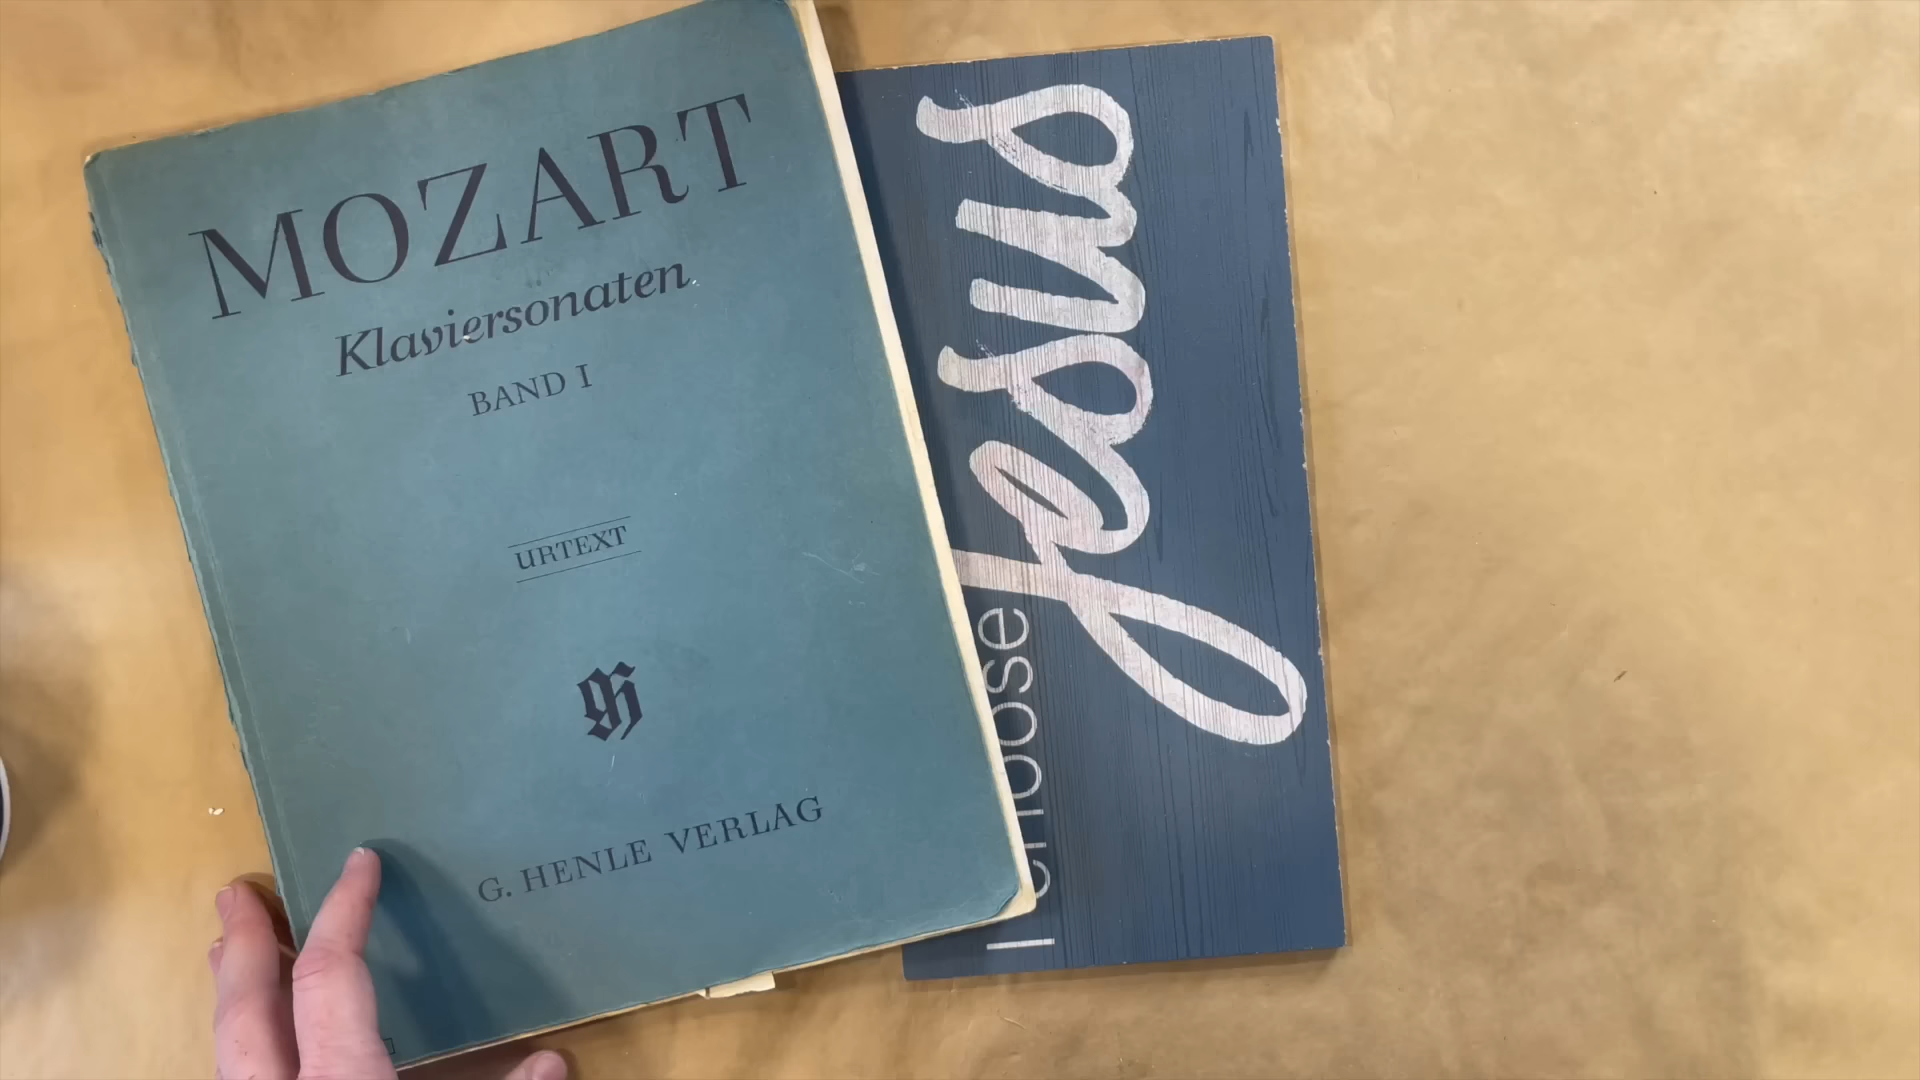 MOZART
Klaviersonaten
BAND I
URTEXT
G. HENLE VERLAG
I choose
Jesus